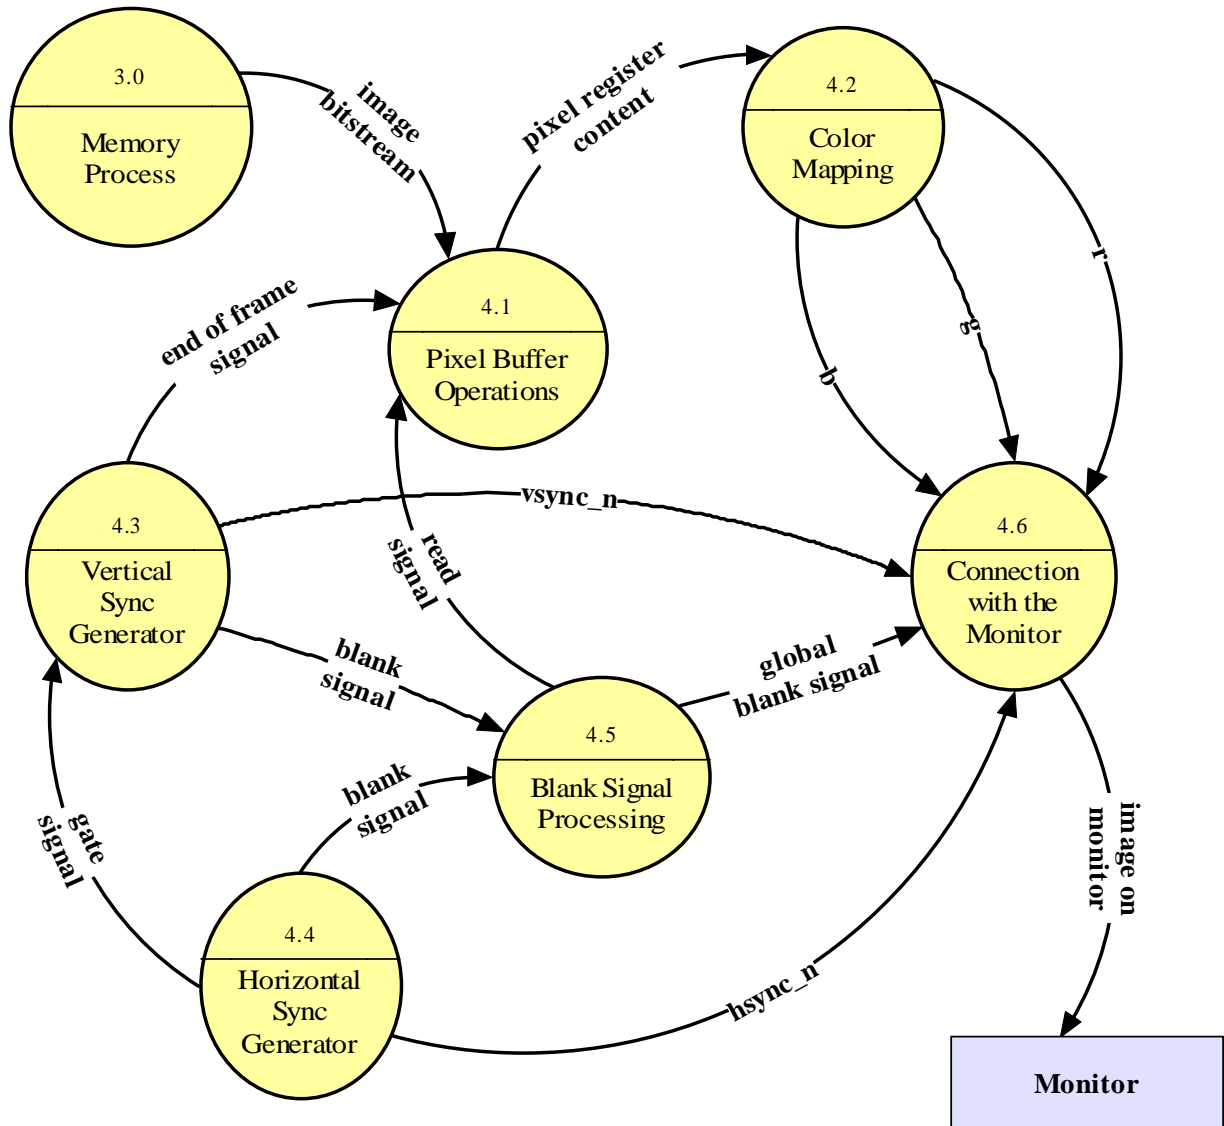 3.0
Memory
Process
image
bitstream
pixel register
content
4.2
Color
Mapping
r
g
b
end of frame
signal
4.1
Pixel Buffer
Operations
4.3
Vertical
Sync
Generator
vsync_n
read
signal
4.6
Connection
with the
Monitor
blank
signal
global
blank signal
4.5
Blank Signal
Processing
blank
signal
gate
signal
4.4
Horizontal
Sync
Generator
hsync_n
image on
monitor
Monitor